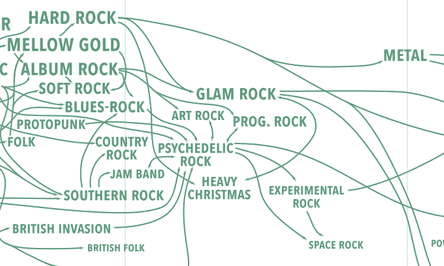 R
HARD ROCK
MELLOW GOLD
METAL
C
ALBUM ROCK
SOFT ROCK
GLAM ROCK
BLUES-ROCK
ART ROCK
PROTOPUNK
PROG. ROCK
FOLK
COUNTRY
ROCK
PSYCHEDELIC
ROCK
JAM BAND
HEAVY
CHRISTMAS
EXPERIMENTAL
ROCK
SOUTHERN ROCK
BRITISH INVASION
BRITISH FOLK
SPACE ROCK
POW